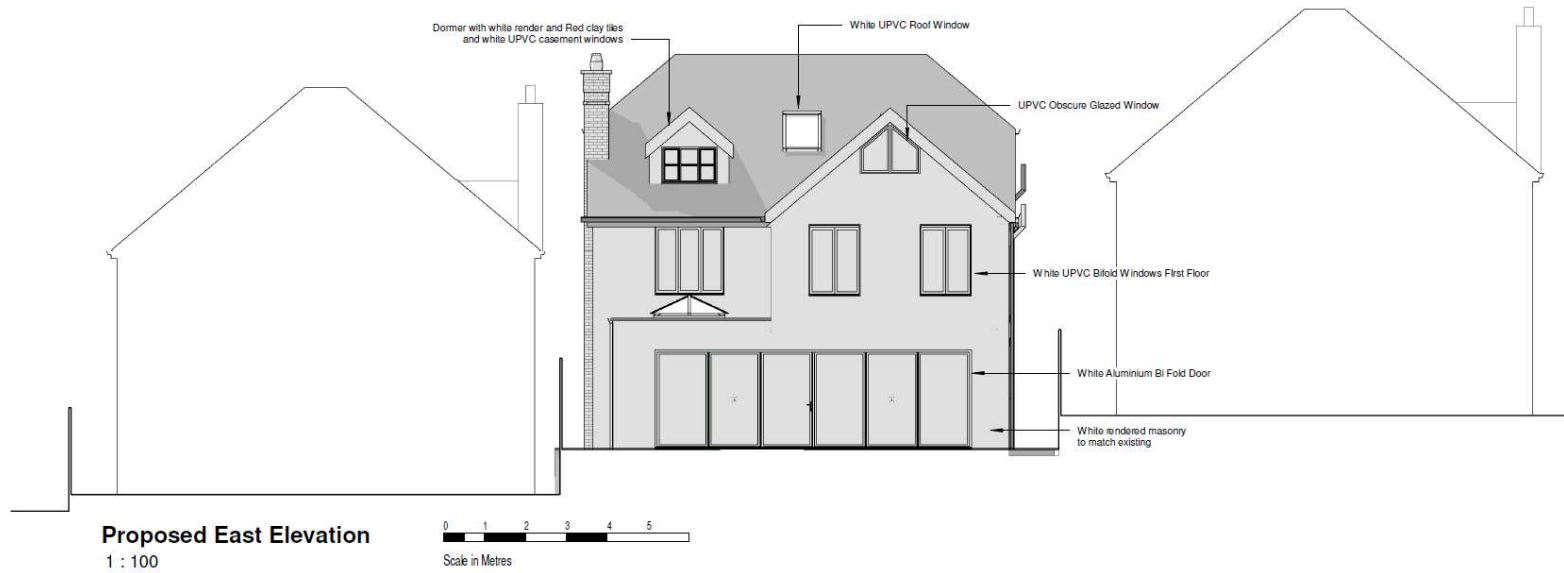 Dormer with white render and Red clay tiles
and white UPVC casement windows
White UPVC Roof Window
UPVC Obscure Glazed Window
White UPVC Bifold Windows FIrst Floor
White Aluminium Bi Fold Door
White rendered masonry
to match existing
Proposed East Elevation
1 : 100
0 1 2 3 4 5
Scale in Metres